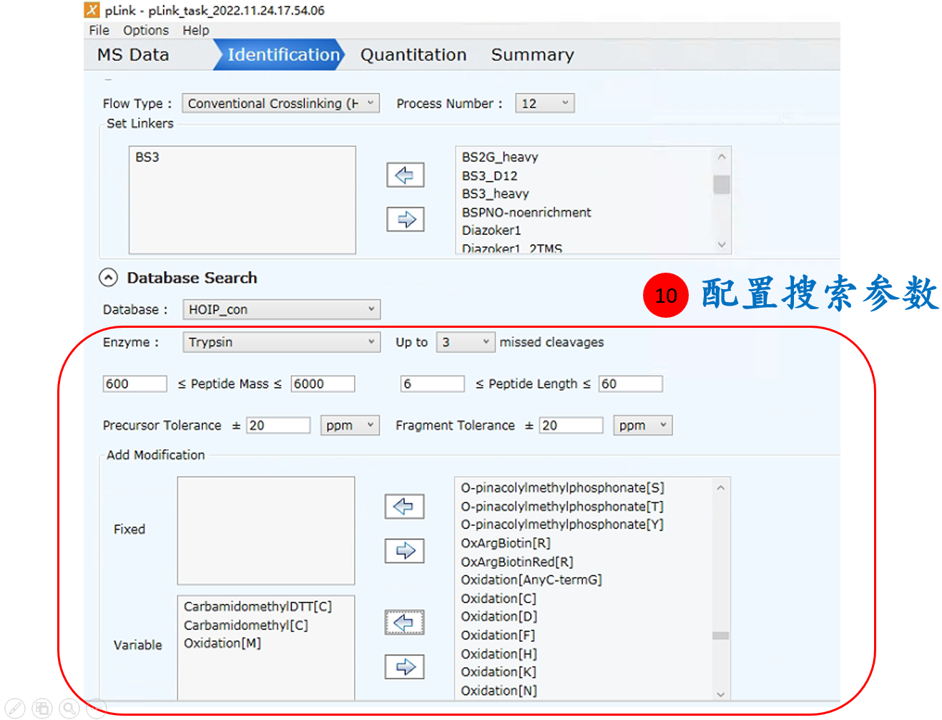 pLink - pLink_task_2022.11.24.17.54.06
File Options Help
MS Data Identification Quantitation Summary
Flow Type : Conventional Crosslinking (H Process Number : 12
Set Linkers
BS3
BS2G_heavy
BS3_D12
BS3_heavy
BSPNO-noenrichment
Diazoker1
Diazoker1_2TMS
Database Search
10 配置搜索参数
Database : HOIP_con
Enzyme : Trypsin Up to 3 missed cleavages
600 ≤ Peptide Mass ≤ 6000 6 ≤ Peptide Length ≤ 60
Precursor Tolerance ± 20 ppm Fragment Tolerance ± 20 ppm
Add Modification
Fixed
O-pinacolylmethylphosphonate[S]
O-pinacolylmethylphosphonate[T]
O-pinacolylmethylphosphonate[Y]
OxArgBiotin[R]
OxArgBiotinRed[R]
Oxidation[AnyC-termG]
Oxidation[C]
Oxidation[D]
Oxidation[F]
Oxidation[H]
Oxidation[K]
Oxidation[N]
Variable
CarbamidomethylDTT[C]
Carbamidomethyl[C]
Oxidation[M]